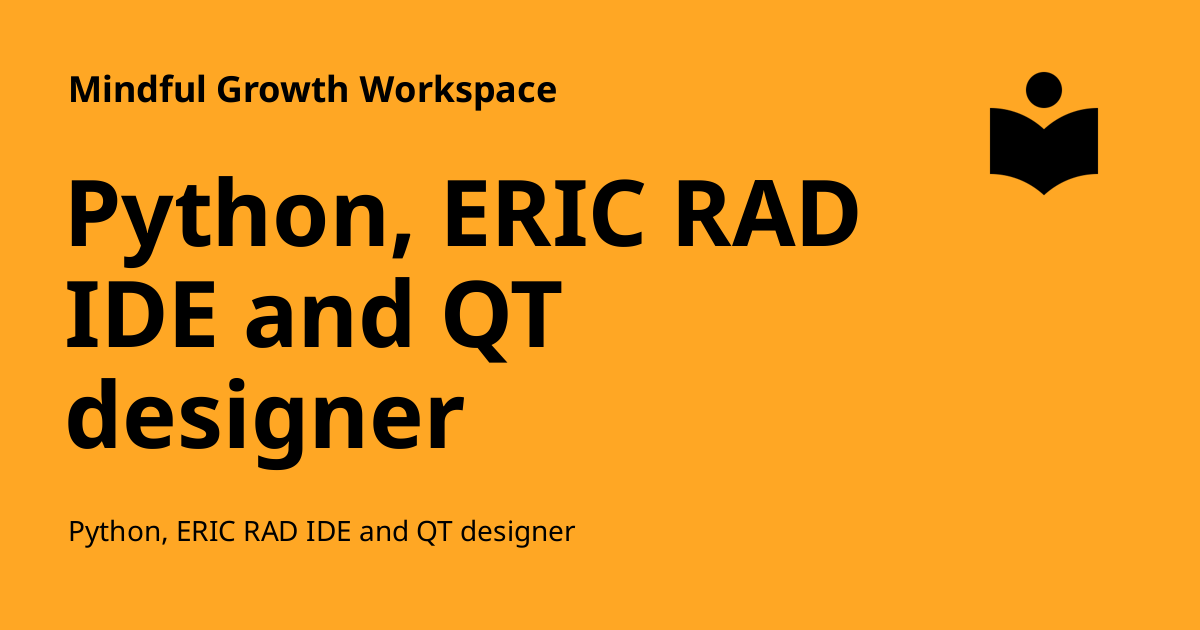 Mindful Growth Workspace
Python, ERIC RAD
IDE and QT
designer
Python, ERIC RAD IDE and QT designer